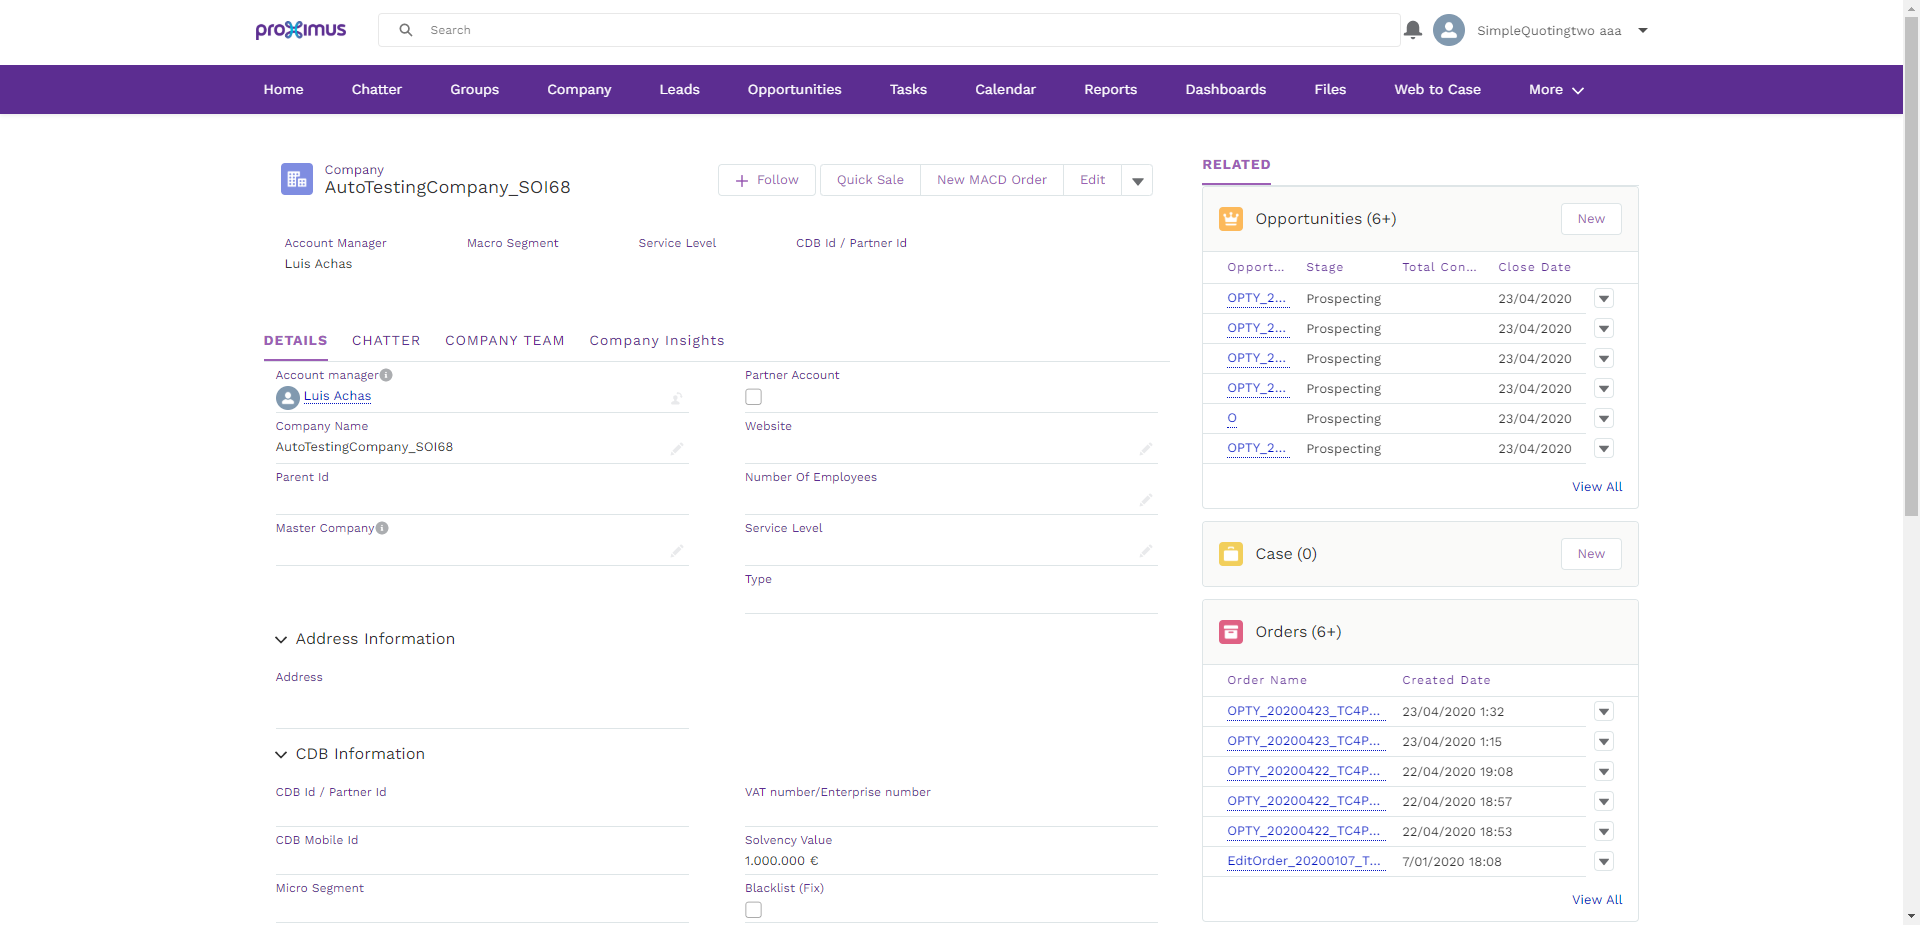 proximus
Search
SimpleQuotingtwo aaa
Home Chatter Groups Company Leads Opportunities Tasks Calendar Reports Dashboards Files Web to Case More
Company
AutoTestingCompany_SOI68
Follow Quick Sale New MACD Order Edit
Account Manager Macro Segment Service Level CDB Id / Partner Id
Luis Achas
DETAILS CHATTER COMPANY TEAM Company Insights
Account manager Partner Account
Luis Achas
Company Name Website
AutoTestingCompany_SOI68
Parent Id Number Of Employees
Master Company Service Level
Type
Address Information
Address
CDB Information
CDB Id / Partner Id VAT number/Enterprise number
CDB Mobile Id Solvency Value
1.000.000 €
Micro Segment Blacklist (Fix)
RELATED
Opportunities (6+) New
Opport... Stage Total Con... Close Date
OPTY_2... Prospecting 23/04/2020
OPTY_2... Prospecting 23/04/2020
OPTY_2... Prospecting 23/04/2020
OPTY_2... Prospecting 23/04/2020
O Prospecting 23/04/2020
OPTY_2... Prospecting 23/04/2020
View All
Case (0) New
Orders (6+)
Order Name Created Date
OPTY_20200423_TC4P... 23/04/2020 1:32
OPTY_20200423_TC4P... 23/04/2020 1:15
OPTY_20200422_TC4P... 22/04/2020 19:08
OPTY_20200422_TC4P... 22/04/2020 18:57
OPTY_20200422_TC4P... 22/04/2020 18:53
EditOrder_20200107_T... 7/01/2020 18:08
View All